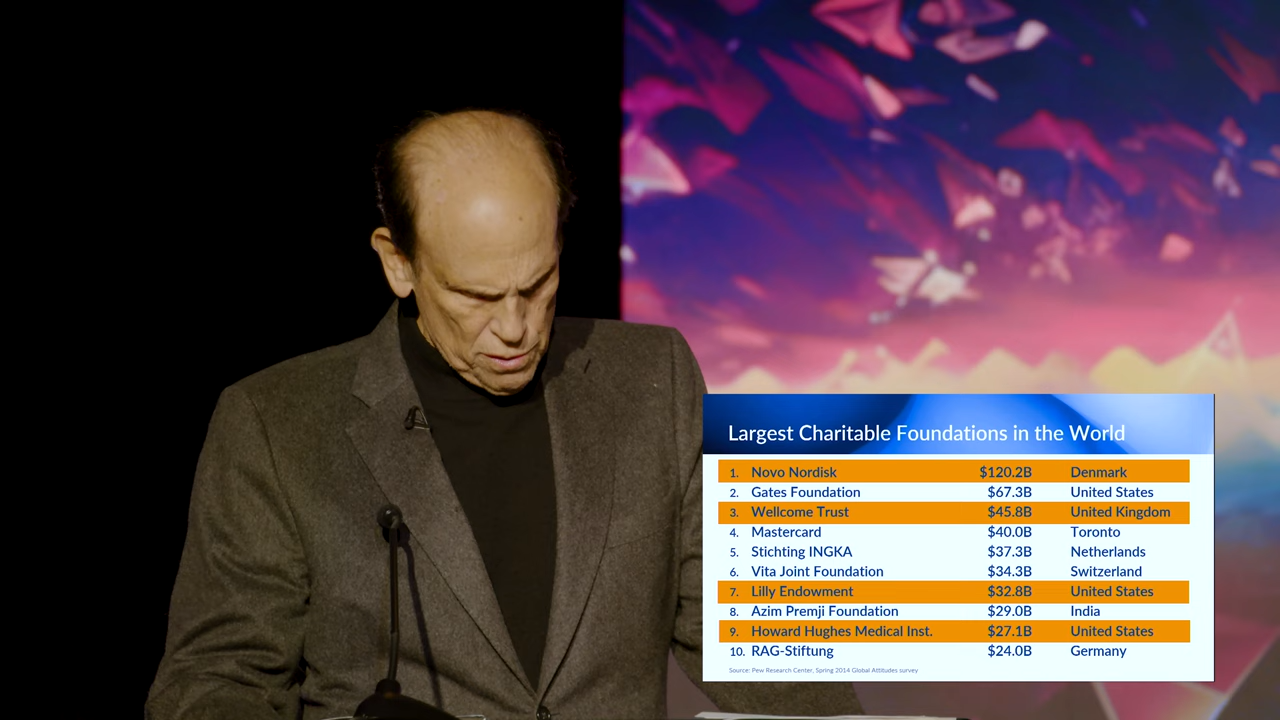 Largest Charitable Foundations in the World
1. Novo Nordisk $120.2B Denmark
2. Gates Foundation $67.3B United States
3. Wellcome Trust $45.8B United Kingdom
4. Mastercard $40.0B Toronto
5. Stichting INGKA $37.3B Netherlands
6. Vita Joint Foundation $34.3B Switzerland
7. Lilly Endowment $32.8B United States
8. Azim Premji Foundation $29.0B India
9. Howard Hughes Medical Inst. $27.1B United States
10. RAG-Stiftung $24.0B Germany
Source: Pew Research Center, Spring 2014 Global Attitudes survey